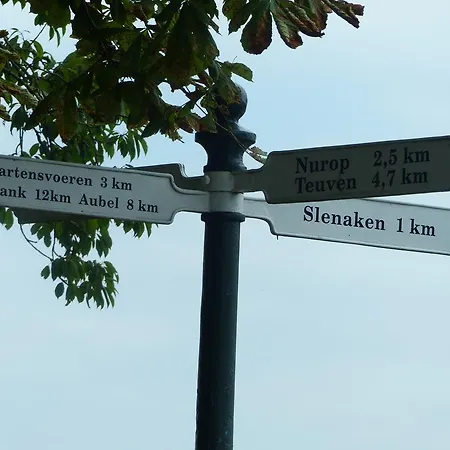 artensvoeren 3 km
ank 12km Aubel 8 km
Nurop 2,5 km
Teuven 4,7 km
Slenaken 1 km